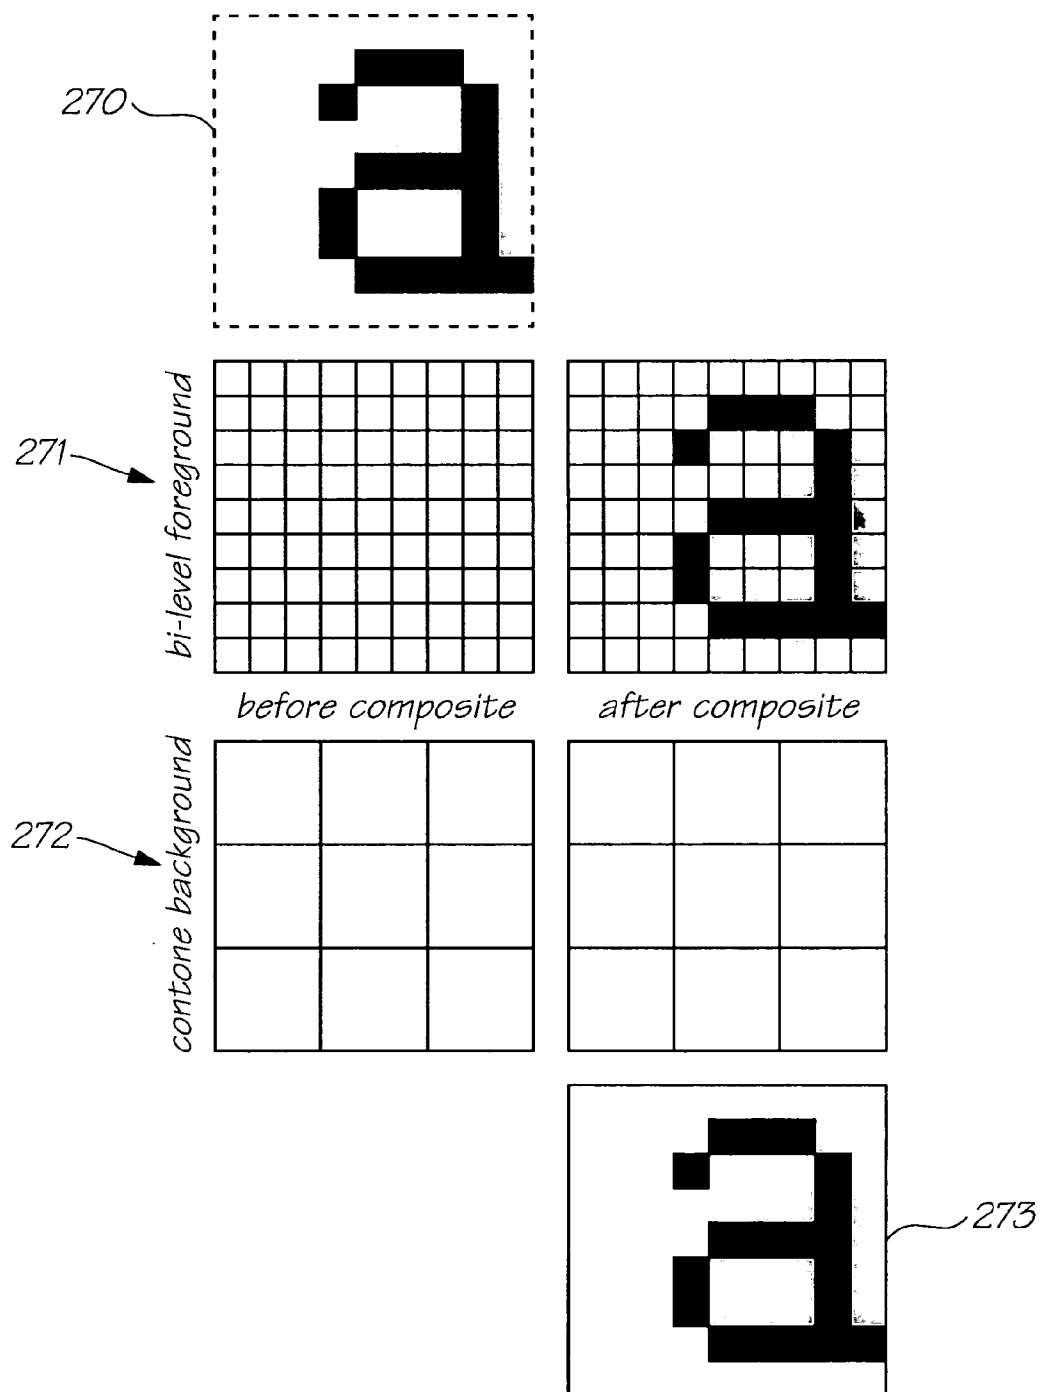 270
a
271
bi-level foreground
a
before composite
after composite
272
contone background
a
273